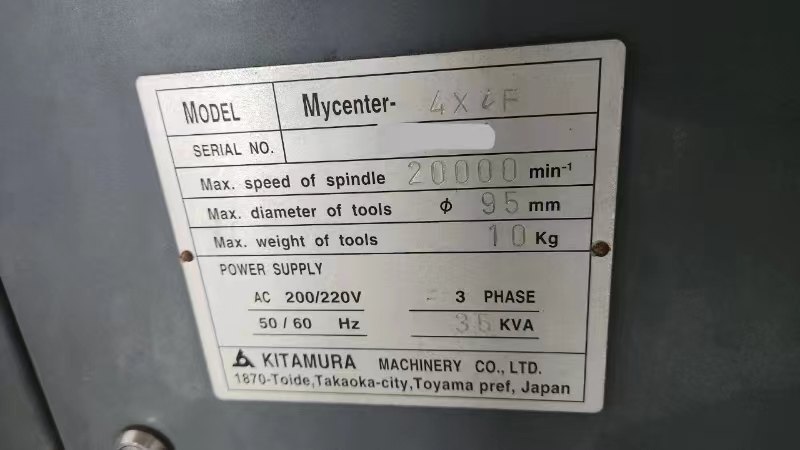 MODEL Mycenter- 4XiF
SERIAL NO.
Max. speed of spindle 20000 min-1
Max. diameter of tools φ 95 mm
Max. weight of tools 10 Kg
POWER SUPPLY
AC 200/220V 3 PHASE
50/60 Hz 35 KVA
KITAMURA MACHINERY CO., LTD.
1870-Toide,Takaoka-city,Toyama pref, Japan